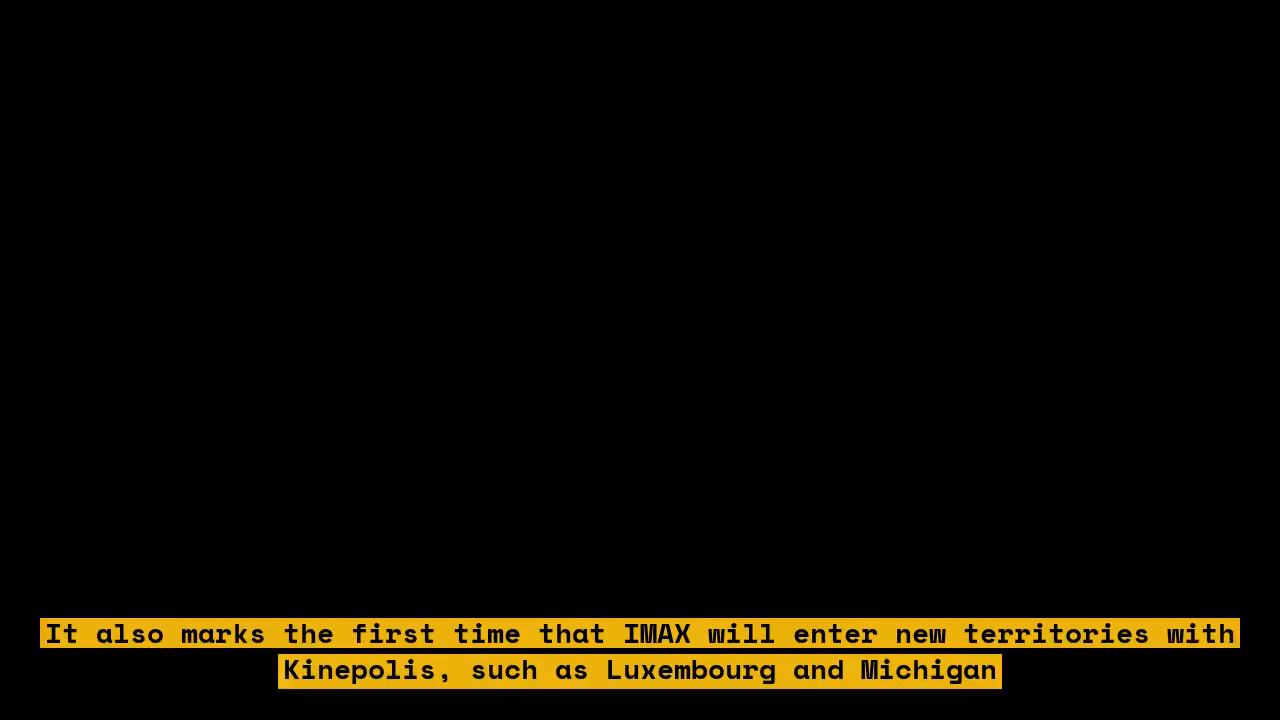 It also marks the first time that IMAX will enter new territories with
Kinepolis, such as Luxembourg and Michigan